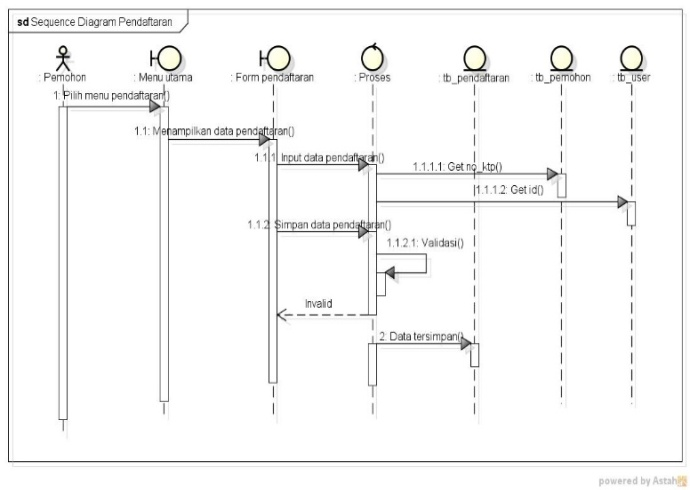 sd Sequence Diagram Pendaftaran
: Pemohon
: Menu utama
: Form pendaftaran
: Proses
: tb_pendaftaran
: tb_pemohon
: tb_user
1: Pilih menu pendaftaran()
1.1: Menampilkan data pendaftaran()
1.1.1: Input data pendaftaran()
1.1.1.1: Get no_ktp()
1.1.1.2: Get id()
1.1.2: Simpan data pendaftaran()
1.1.2.1: Validasi()
Invalid
2: Data tersimpan()
powered by Astah